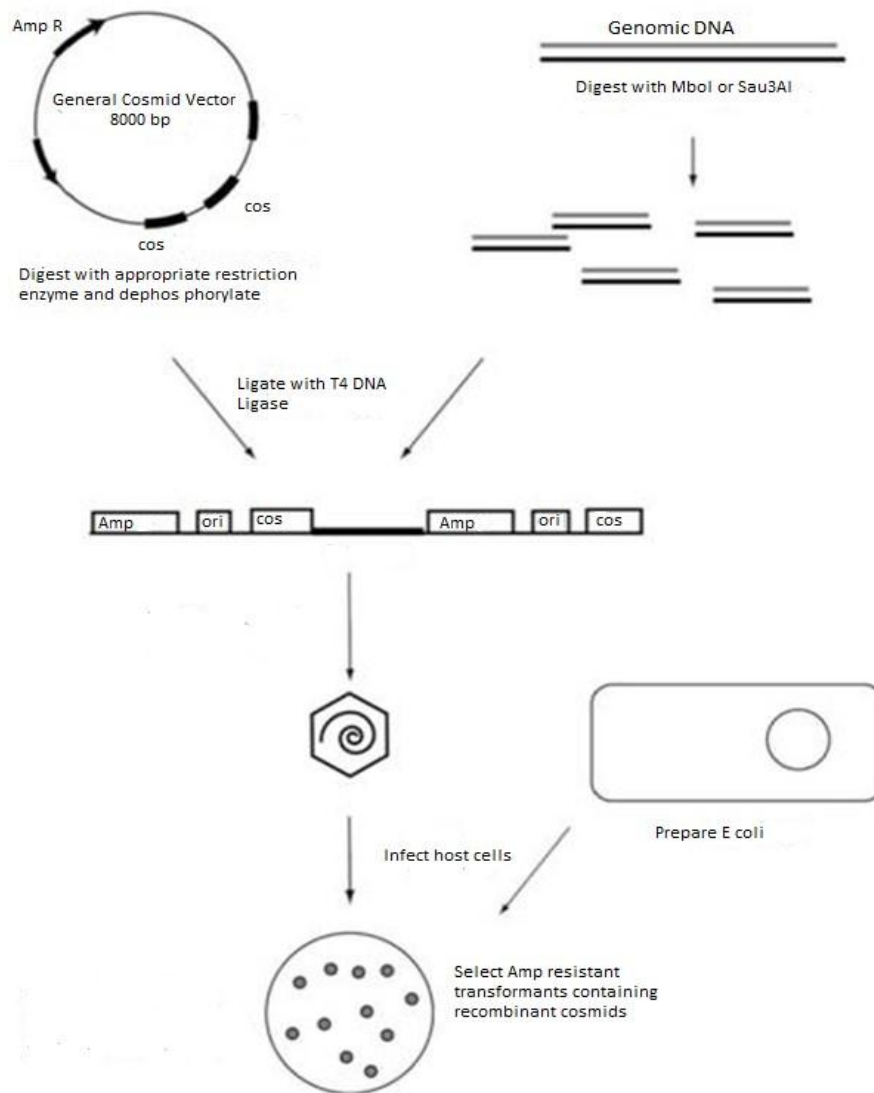 Amp R
General Cosmid Vector
8000 bp
cos
cos
Digest with appropriate restriction
enzyme and dephos phorylate
Genomic DNA
Digest with MboI or Sau3AI
Ligate with T4 DNA
Ligase
Amp ori cos Amp ori cos
Infect host cells
Prepare E coli
Select Amp resistant
transformants containing
recombinant cosmids